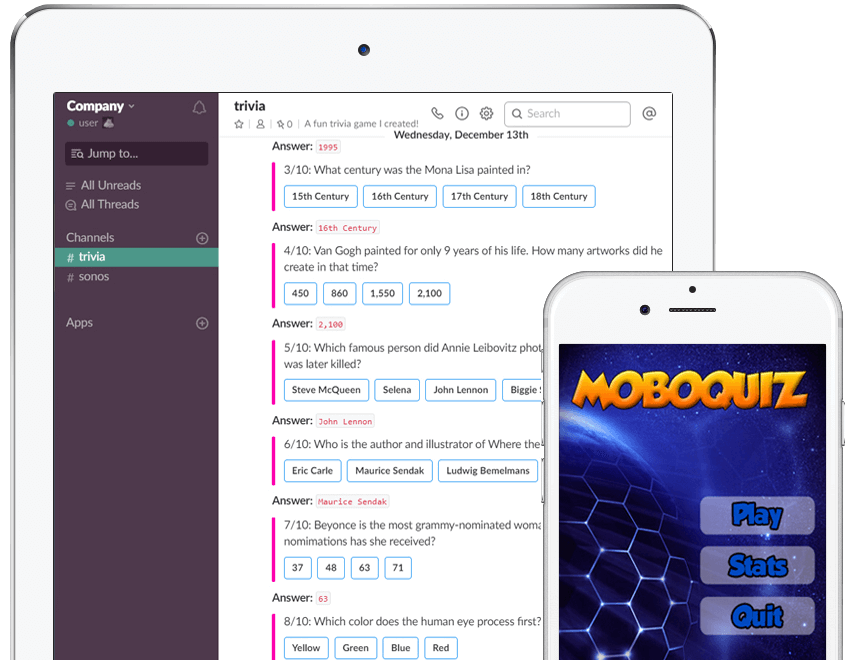 Company
user
Jump to...
All Unreads
All Threads
Channels
# trivia
# sonos
Apps
trivia
0 A fun trivia game I created!
Search
Wednesday, December 13th
Answer: 1995
3/10: What century was the Mona Lisa painted in?
15th Century 16th Century 17th Century 18th Century
Answer: 16th Century
4/10: Van Gogh painted for only 9 years of his life. How many artworks did he
create in that time?
450 860 1,550 2,100
Answer: 2,100
5/10: Which famous person did Annie Leibovitz
was later killed?
Steve McQueen Selena John Lennon Biggie
Answer: John Lennon
6/10: Who is the author and illustrator of Where the
Eric Carle Maurice Sendak Ludwig Bemelmans
Answer: Maurice Sendak
7/10: Beyonce is the most grammy-nominated
nomimations has she received?
37 48 63 71
Answer: 63
8/10: Which color does the human eye process first?
Yellow Green Blue Red
MOBOQUIZ
Play
Stats
Quit